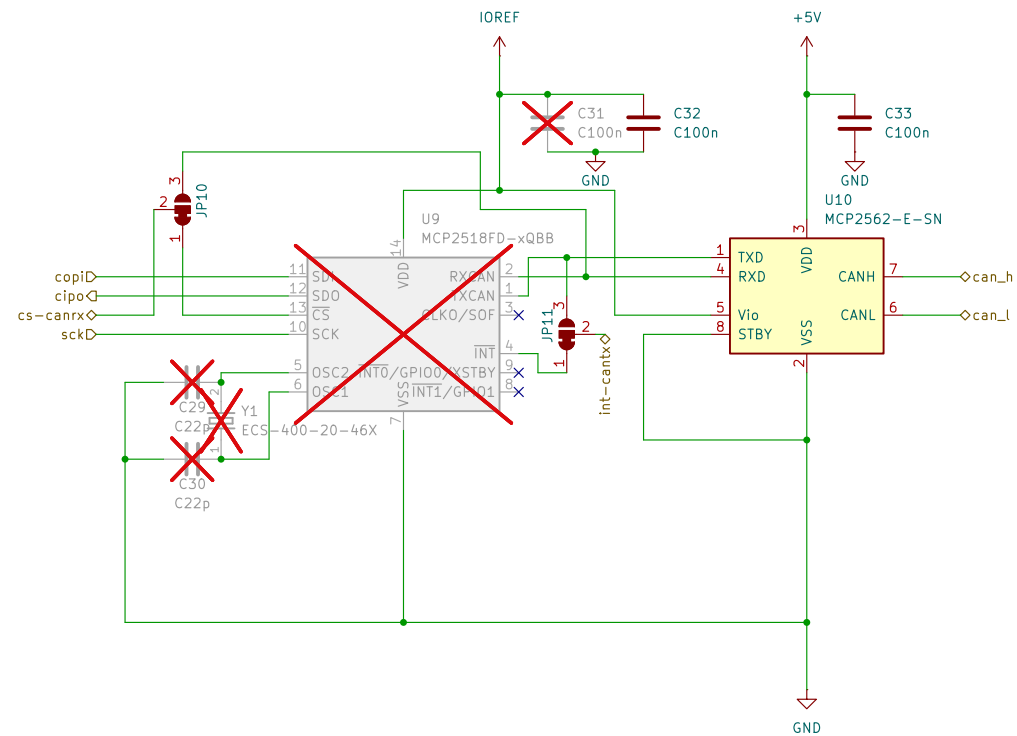 IOREF
+5V
C31
C100n
C32
C100n
C33
C100n
GND
GND
3
2
1
JP10
U9
MCP2518FD-xQBB
U10
MCP2562-E-SN
14
VDD
3
VDD
copi
cipo
cs-canrx
sck
11
SDI
12
SDO
13
CS
10
SCK
5
OSC2
6
OSC1
RXCAN
2
TXCAN
1
CLKO/SOF
3
INT
4
INT0/GPIO0/XSTBY
9
INT1/GPIO1
8
VSS
7
JP11
3
2
1
int-cantx
1
TXD
4
RXD
5
Vio
8
STBY
CANH
7
can_h
CANL
6
can_l
VSS
2
C29
C22p
2
1
Y1
ECS-400-20-46X
C30
C22p
GND